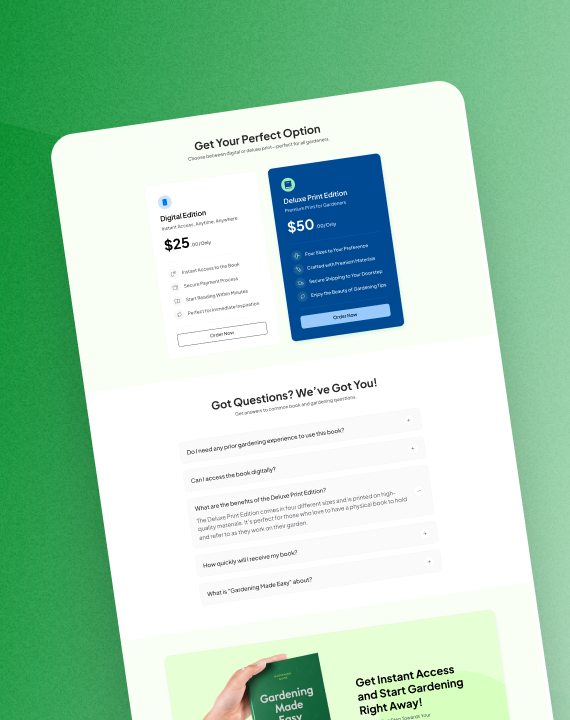 Get Your Perfect Option
Choose between digital or deluxe print—perfect for all gardeners.
Digital Edition
Instant Access, Anytime, Anywhere
$25 .00/Only
Instant Access to the Book
Secure Payment Process
Start Reading Within Minutes
Perfect for Immediate Inspiration
Order Now
Deluxe Print Edition
Premium Print for Gardeners
$50 .00/Only
Four Sizes to Your Preference
Crafted with Premium Materials
Secure Shipping to Your Doorstep
Enjoy the Beauty of Gardening Tips
Order Now
Got Questions? We've Got You!
Get answers to common book and gardening questions.
Do I need any prior gardening experience to use this book?
Can I access the book digitally?
What are the benefits of the Deluxe Print Edition?
The Deluxe Print Edition comes in four different sizes and is printed on high-
quality materials. It's perfect for those who love to have a physical book to hold
and refer to as they work on their garden.
How quickly will I receive my book?
What is "Gardening Made Easy" about?
Gardening
Made
Easy
Get Instant Access
and Start Gardening
Right Away!
Step Towards Your